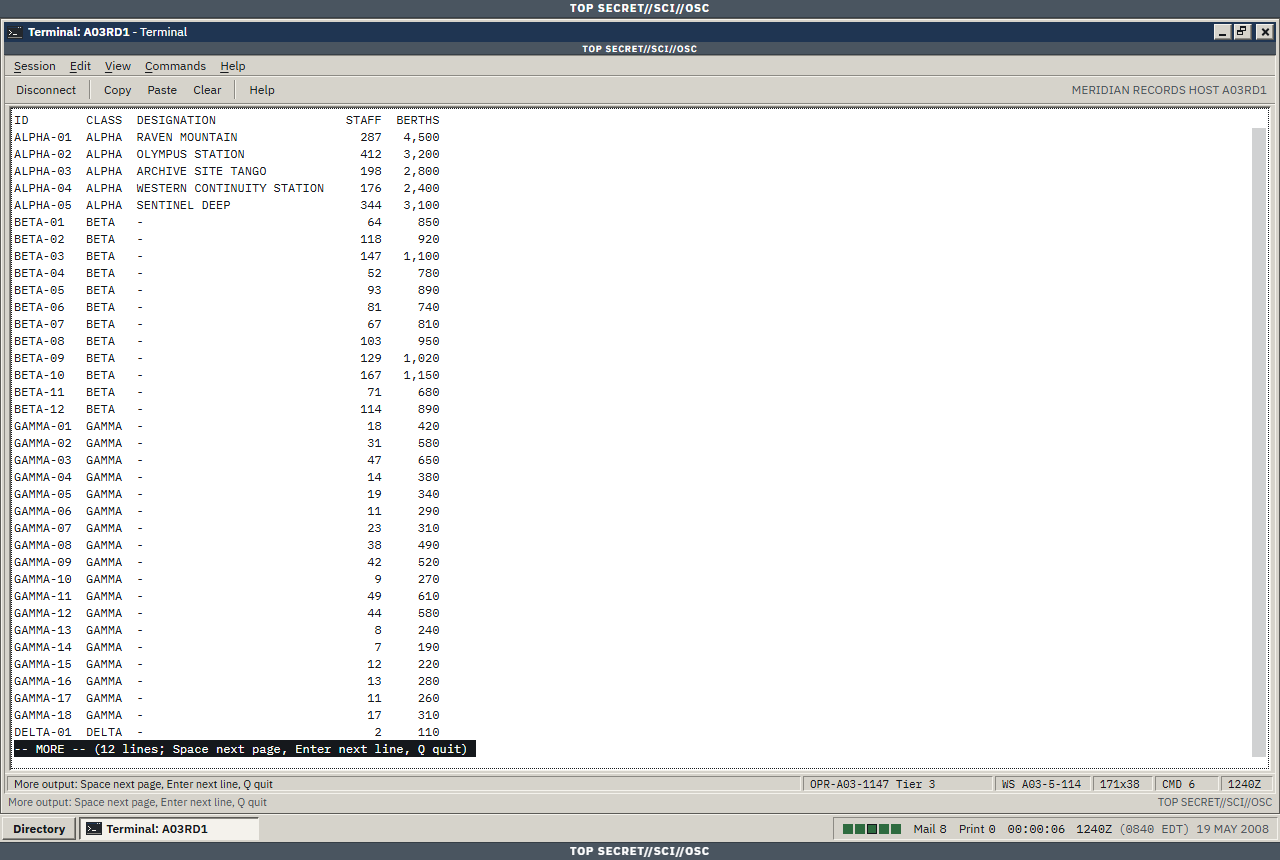 TOP SECRET//SCI//OSC
Terminal: A03RD1 - Terminal
TOP SECRET//SCI//OSC
Session Edit View Commands Help
Disconnect Copy Paste Clear Help MERIDIAN RECORDS HOST A03RD1
ID CLASS DESIGNATION STAFF BERTHS
ALPHA-01 ALPHA RAVEN MOUNTAIN 287 4,500
ALPHA-02 ALPHA OLYMPUS STATION 412 3,200
ALPHA-03 ALPHA ARCHIVE SITE TANGO 198 2,800
ALPHA-04 ALPHA WESTERN CONTINUITY STATION 176 2,400
ALPHA-05 ALPHA SENTINEL DEEP 344 3,100
BETA-01 BETA - 64 850
BETA-02 BETA - 118 920
BETA-03 BETA - 147 1,100
BETA-04 BETA - 52 780
BETA-05 BETA - 93 890
BETA-06 BETA - 81 740
BETA-07 BETA - 67 810
BETA-08 BETA - 103 950
BETA-09 BETA - 129 1,020
BETA-10 BETA - 167 1,150
BETA-11 BETA - 71 680
BETA-12 BETA - 114 890
GAMMA-01 GAMMA - 18 420
GAMMA-02 GAMMA - 31 580
GAMMA-03 GAMMA - 47 650
GAMMA-04 GAMMA - 14 380
GAMMA-05 GAMMA - 19 340
GAMMA-06 GAMMA - 11 290
GAMMA-07 GAMMA - 23 310
GAMMA-08 GAMMA - 38 490
GAMMA-09 GAMMA - 42 520
GAMMA-10 GAMMA - 9 270
GAMMA-11 GAMMA - 49 610
GAMMA-12 GAMMA - 44 580
GAMMA-13 GAMMA - 8 240
GAMMA-14 GAMMA - 7 190
GAMMA-15 GAMMA - 12 220
GAMMA-16 GAMMA - 13 280
GAMMA-17 GAMMA - 11 260
GAMMA-18 GAMMA - 17 310
DELTA-01 DELTA - 2 110
-- MORE -- (12 lines; Space next page, Enter next line, Q quit)
More output: Space next page, Enter next line, Q quit OPR-A03-1147 Tier 3 WS A03-5-114 171x38 CMD 6 1240Z
More output: Space next page, Enter next line, Q quit TOP SECRET//SCI//OSC
Directory Terminal: A03RD1 Mail 8 Print 0 00:00:06 1240Z (0840 EDT) 19 MAY 2008
TOP SECRET//SCI//OSC